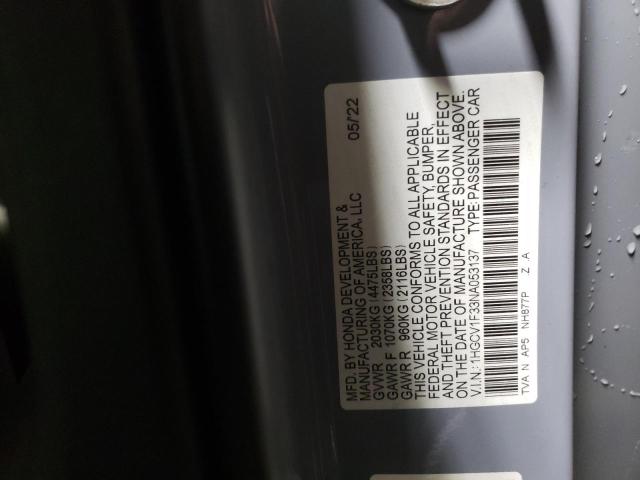 MFD. BY HONDA DEVELOPMENT &
MANUFACTURING OF AMERICA, LLC 05/'22
GVWR 2030KG (4475LBS)
GAWR F 1070KG (2358LBS)
GAWR R 960KG (2116LBS)
THIS VEHICLE CONFORMS TO ALL APPLICABLE
FEDERAL MOTOR VEHICLE SAFETY, BUMPER,
AND THEFT PREVENTION STANDARDS IN EFFECT
ON THE DATE OF MANUFACTURE SHOWN ABOVE.
V.I.N.: 1HGCV1F33NA053137 TYPE:PASSENGER CAR
TVA N AP5 NH877P Z .A